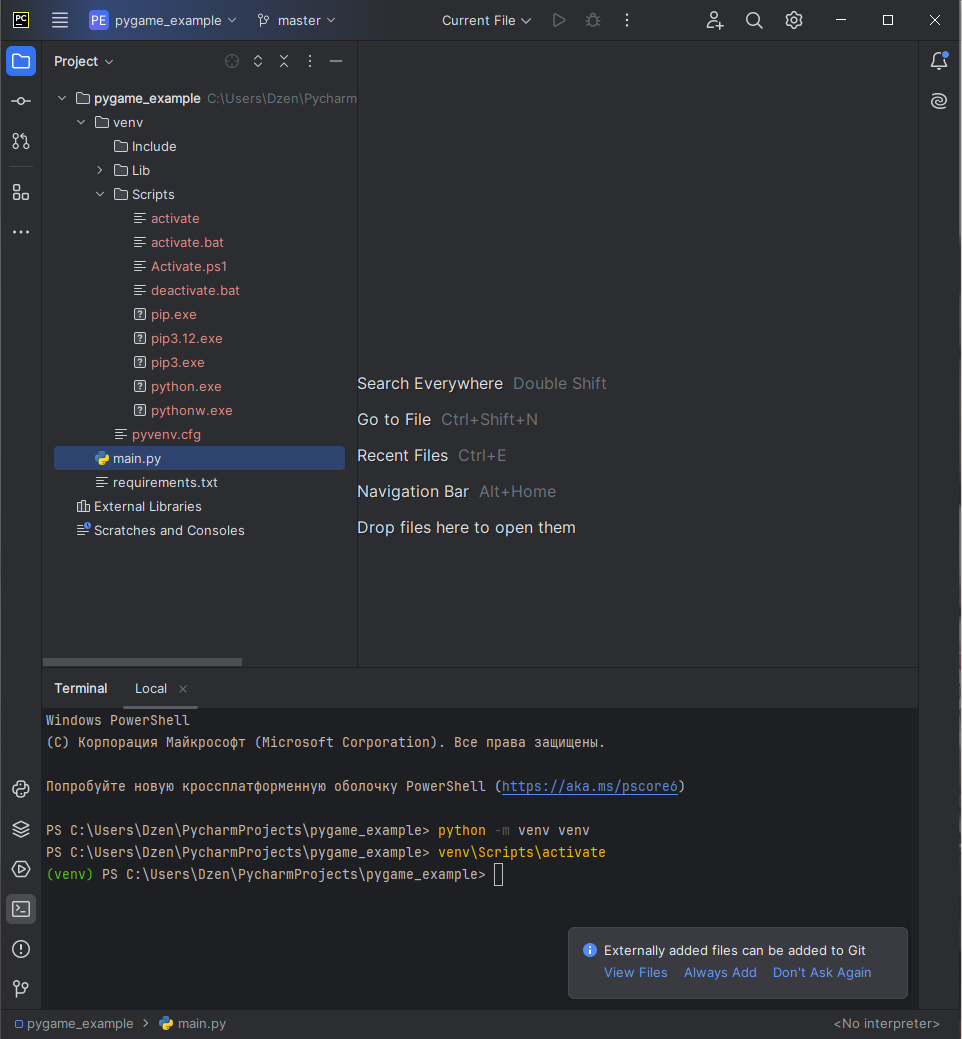 PC PE pygame_example master Current File
Project
pygame_example C:\Users\Dzen\Pycharm
venv
Include
Lib
Scripts
activate
activate.bat
Activate.ps1
deactivate.bat
pip.exe
pip3.12.exe
pip3.exe
python.exe
pythonw.exe
pyvenv.cfg
main.py
requirements.txt
External Libraries
Scratches and Consoles
Search Everywhere Double Shift
Go to File Ctrl+Shift+N
Recent Files Ctrl+E
Navigation Bar Alt+Home
Drop files here to open them
Terminal Local
Windows PowerShell
(C) Корпорация Майкрософт (Microsoft Corporation). Все права защищены.
Попробуйте новую кроссплатформенную оболочку PowerShell (https://aka.ms/pscore6)
PS C:\Users\Dzen\PycharmProjects\pygame_example> python -m venv venv
PS C:\Users\Dzen\PycharmProjects\pygame_example> venv\Scripts\activate
(venv) PS C:\Users\Dzen\PycharmProjects\pygame_example>
Externally added files can be added to Git
View Files Always Add Don't Ask Again
pygame_example > main.py <No interpreter>